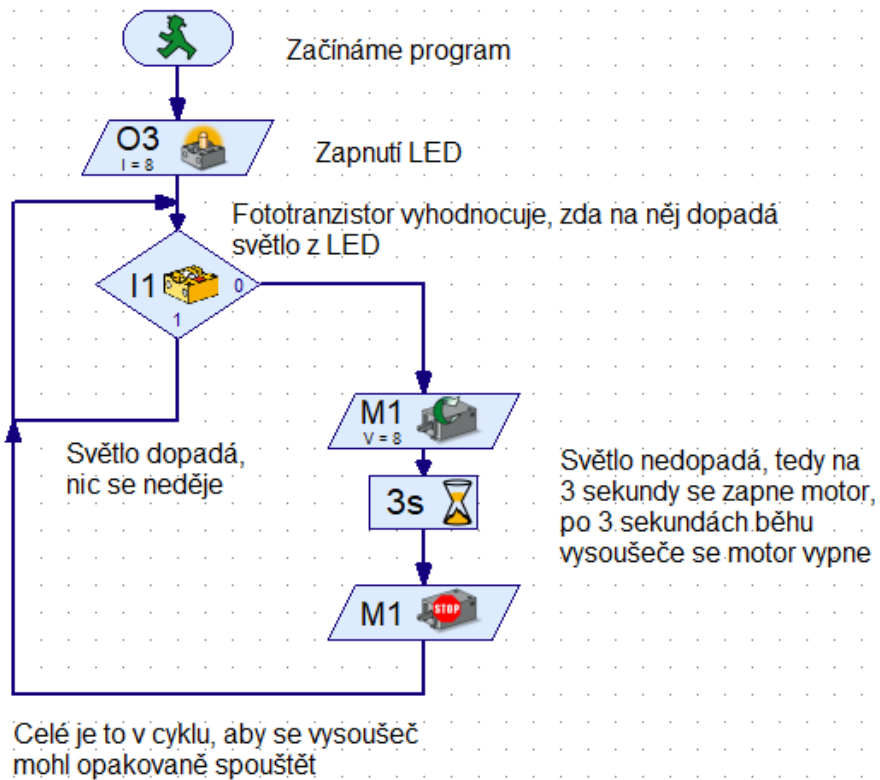 Začínáme program
O3
I = 8
Zapnutí LED
Fototranzistor vyhodnocuje, zda na něj dopadá
světlo z LED
I1
0
1
M1
V = 8
Světlo dopadá,
nic se neděje
3s
Světlo nedopadá, tedy na
3 sekundy se zapne motor,
po 3 sekundách běhu
vysoušeče se motor vypne
M1
STOP
Celé je to v cyklu, aby se vysoušeč
mohl opakovaně spouštět